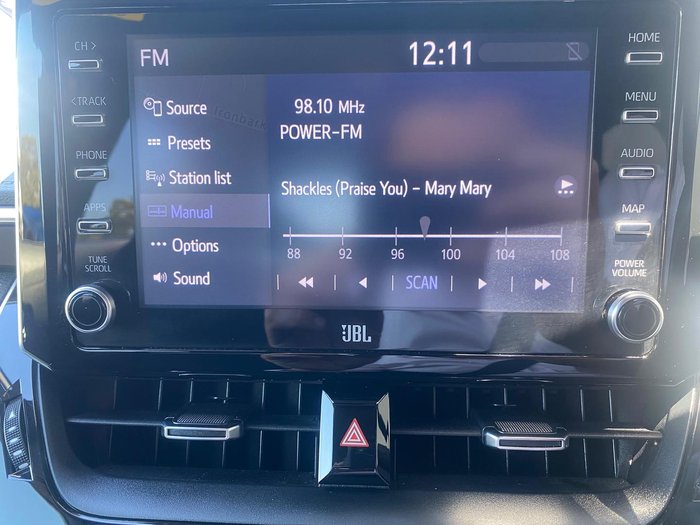 CH >
< TRACK
PHONE
APPS
TUNE
SCROLL
FM
12:11
Source
Presets
Station list
Manual
Options
Sound
98.10 MHz
POWER-FM
Shackles (Praise You) - Mary Mary
88 92 96 100 104 108
SCAN
HOME
MENU
AUDIO
MAP
POWER
VOLUME
JBL